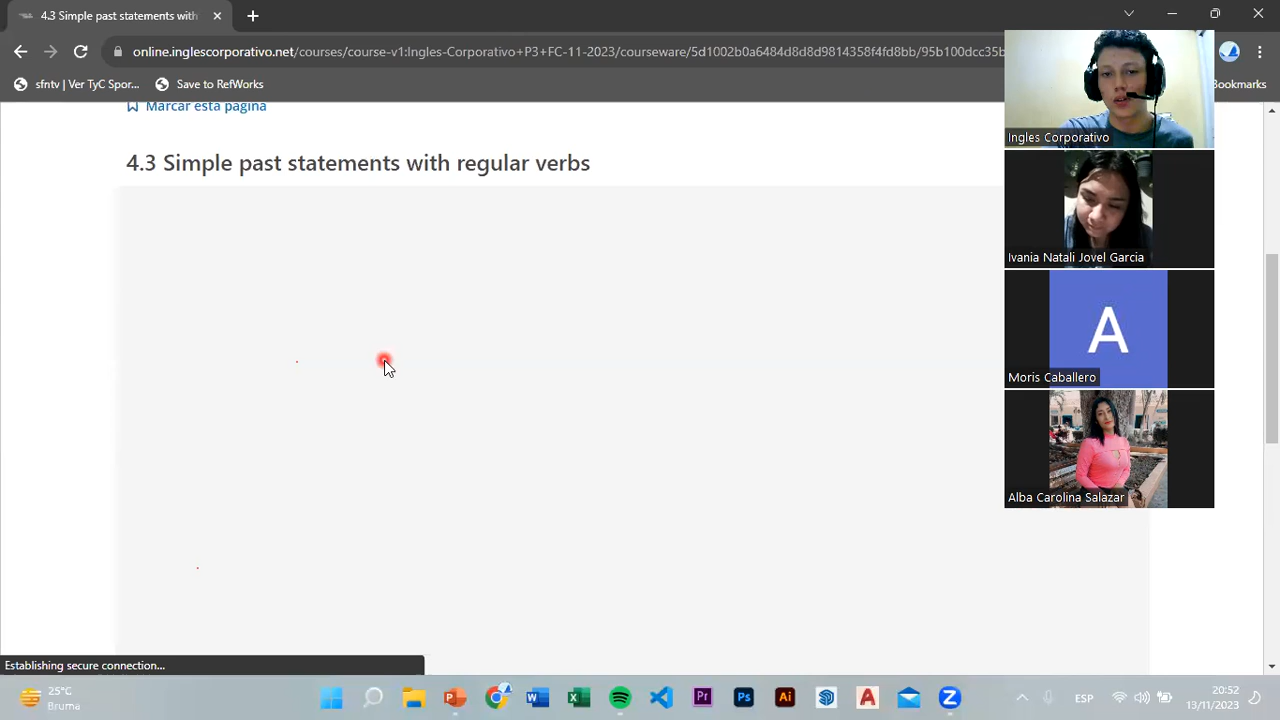 4.3 Simple past statements with
online.inglescorporativo.net/courses/course-v1:Ingles-Corporativo+P3+FC-11-2023/courseware/5d1002b0a6484d8d8d9814358f4fd8bb/95b100dcc35b
sfntv | Ver TyC Spor...
Save to RefWorks
Bookmarks
Marcar esta página
4.3 Simple past statements with regular verbs
Ingles Corporativo
Ivania Natali Jovel Garcia
A
Moris Caballero
Alba Carolina Salazar
Establishing secure connection...
25°C
Bruma
ESP
20:52
13/11/2023